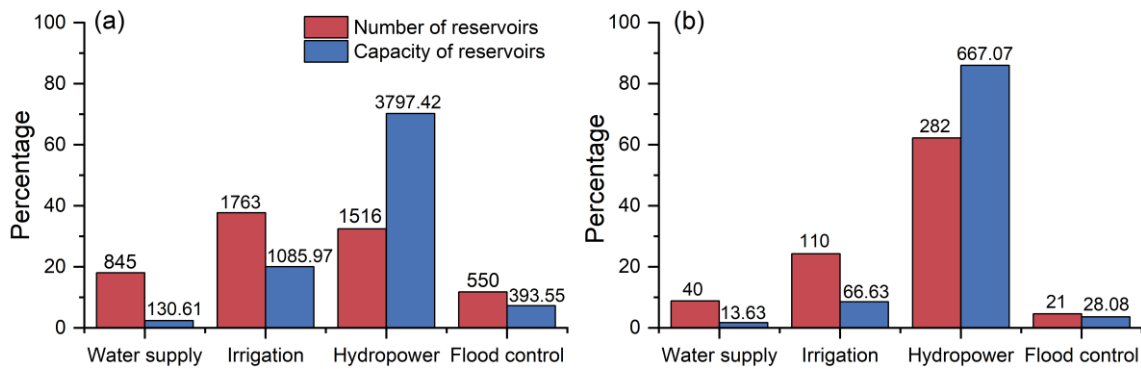 (a)
Number of reservoirs
Capacity of reservoirs
Percentage
100
80
60
40
20
0
845
130.61
1763
1085.97
1516
3797.42
550
393.55
Water supply
Irrigation
Hydropower
Flood control
(b)
Percentage
100
80
60
40
20
0
40
13.63
110
66.63
282
667.07
21
28.08
Water supply
Irrigation
Hydropower
Flood control